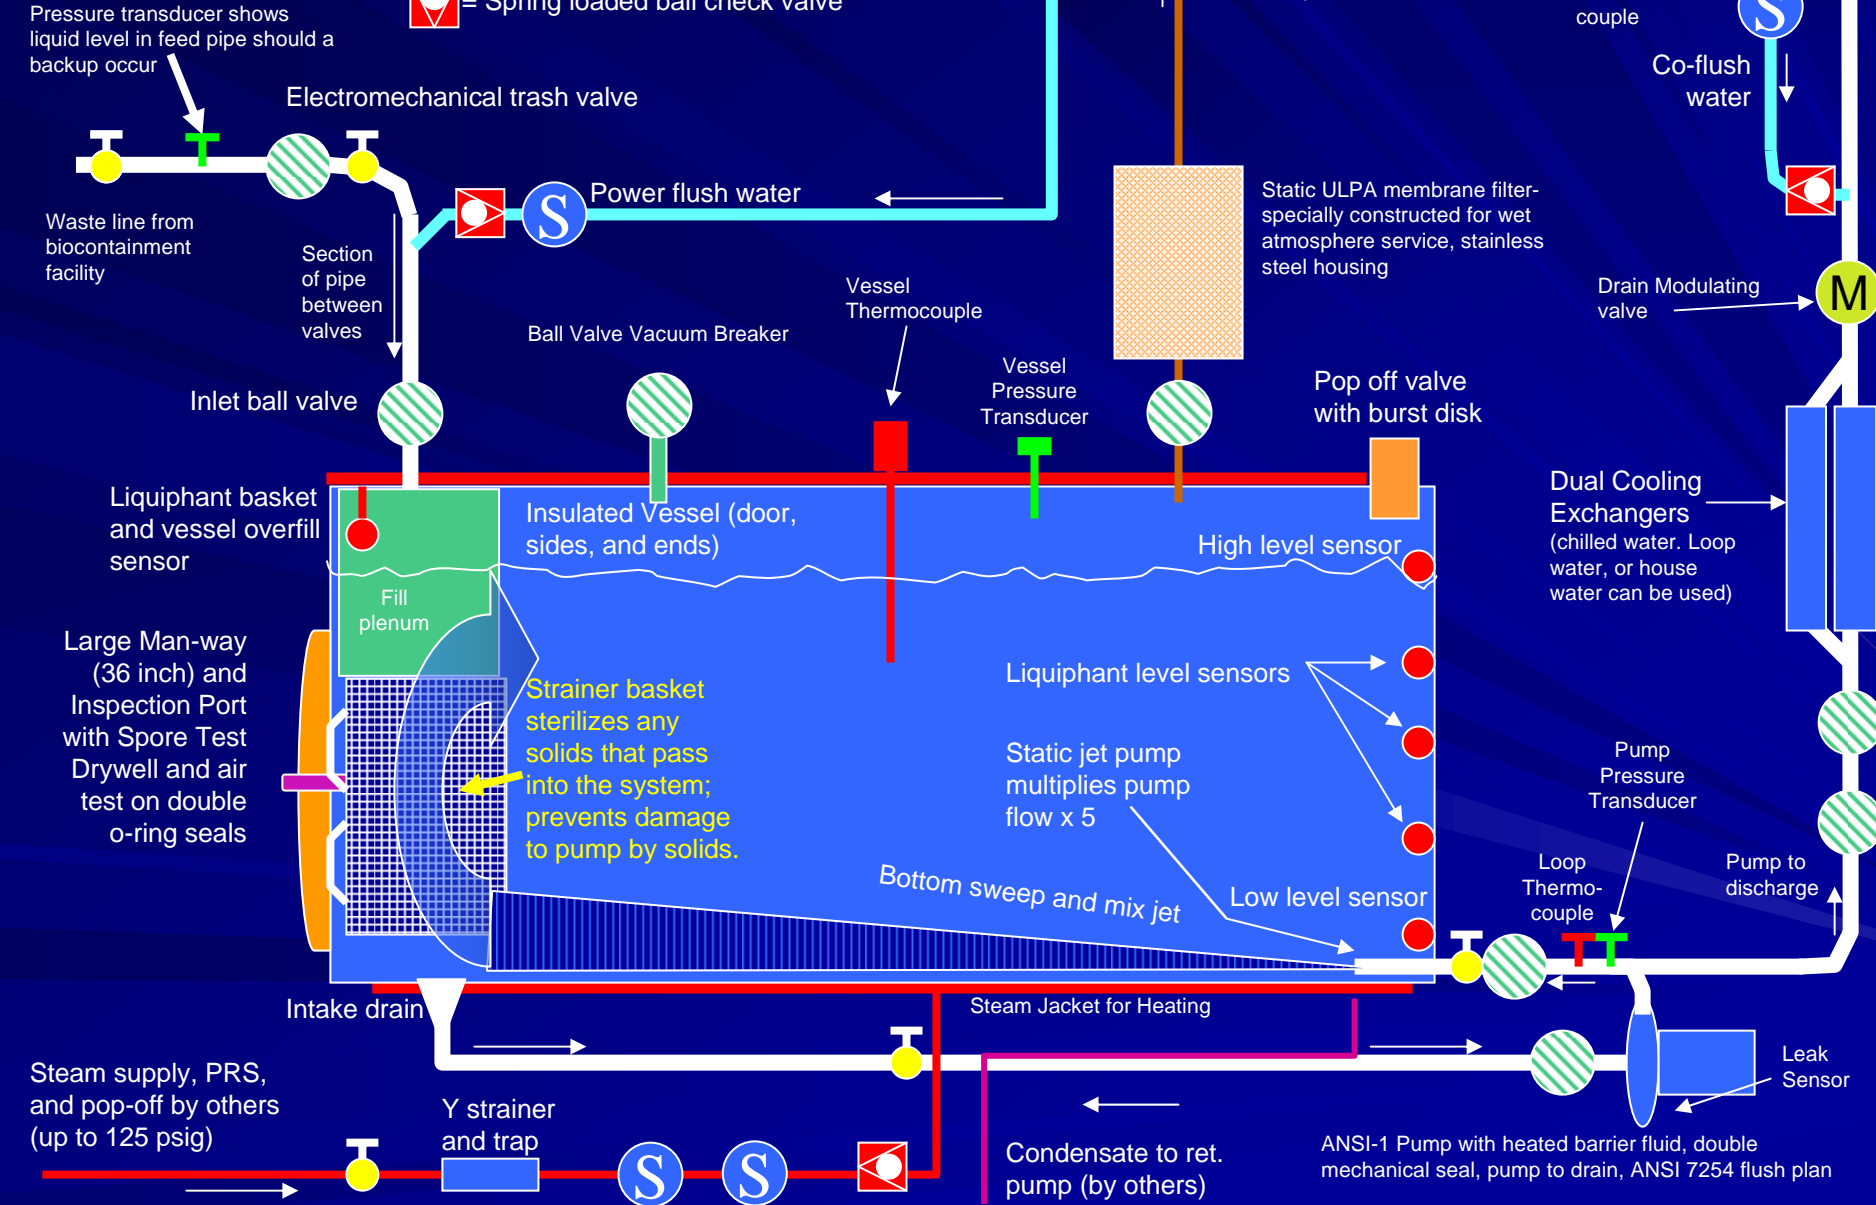 Pressure transducer shows
liquid level in feed pipe should a
backup occur
= Spring loaded ball check valve
couple
S
Co-flush
water
Electromechanical trash valve
Power flush water
S
Waste line from
biocontainment
facility
Section
of pipe
between
valves
Static ULPA membrane filter-
specially constructed for wet
atmosphere service, stainless
steel housing
Drain Modulating
valve
M
Vessel
Thermocouple
Ball Valve Vacuum Breaker
Vessel
Pressure
Transducer
Inlet ball valve
Pop off valve
with burst disk
Liquiphant basket
and vessel overfill
sensor
Insulated Vessel (door,
sides, and ends)
High level sensor
Dual Cooling
Exchangers
(chilled water. Loop
water, or house
water can be used)
Fill
plenum
Large Man-way
(36 inch) and
Inspection Port
with Spore Test
Drywell and air
test on double
o-ring seals
Strainer basket
sterilizes any
solids that pass
into the system;
prevents damage
to pump by solids.
Liquiphant level sensors
Static jet pump
multiplies pump
flow x 5
Pump
Pressure
Transducer
Bottom sweep and mix jet
Low level sensor
Loop
Thermo-
couple
Pump to
discharge
Intake drain
Steam Jacket for Heating
Leak
Sensor
Steam supply, PRS,
and pop-off by others
(up to 125 psig)
Y strainer
and trap
S
S
Condensate to ret.
pump (by others)
ANSI-1 Pump with heated barrier fluid, double
mechanical seal, pump to drain, ANSI 7254 flush plan